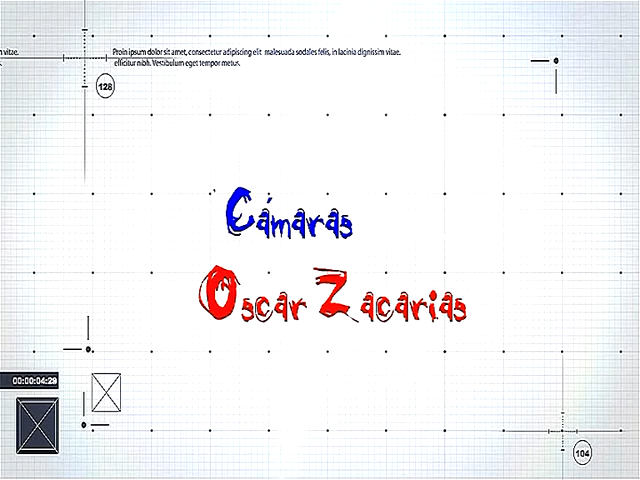 vitae.
Proin ipsum dolor sit amet, consectetur adipiscing elit malesuada sodales felis, in lacinia dignissim vitae.
efficitur nibh. Vestibulum eget tempor metus.
128
Cámaras
Oscar Zacarias
00:00:04:29
104